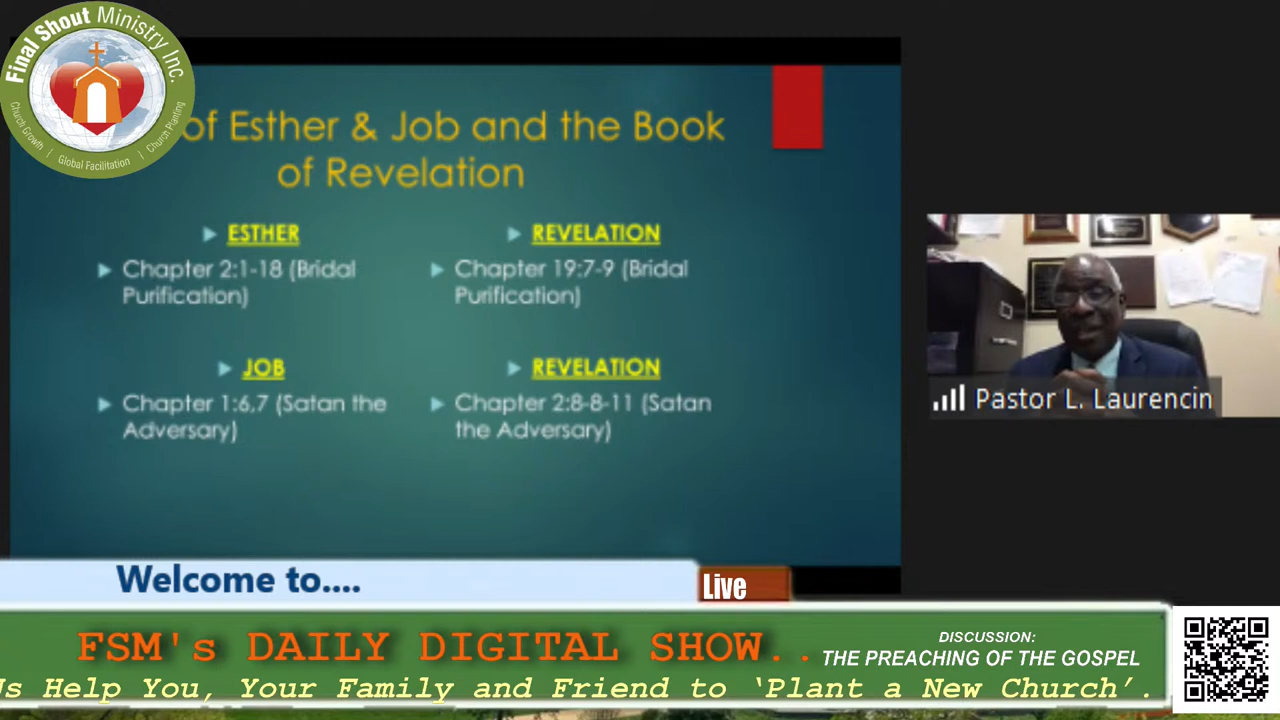 Final Shout Ministry Inc.
Church Growth | Global Facilitation | Church Planting
of Esther & Job and the Book
of Revelation
ESTHER
Chapter 2:1-18 (Bridal
Purification)
REVELATION
Chapter 19:7-9 (Bridal
Purification)
JOB
Chapter 1:6,7 (Satan the
Adversary)
REVELATION
Chapter 2:8-8-11 (Satan
the Adversary)
Pastor L. Laurencin
Welcome to....
Live
FSM's DAILY DIGITAL SHOW..
DISCUSSION:
THE PREACHING OF THE GOSPEL
Us Help You, Your Family and Friend to ‘Plant a New Church’.